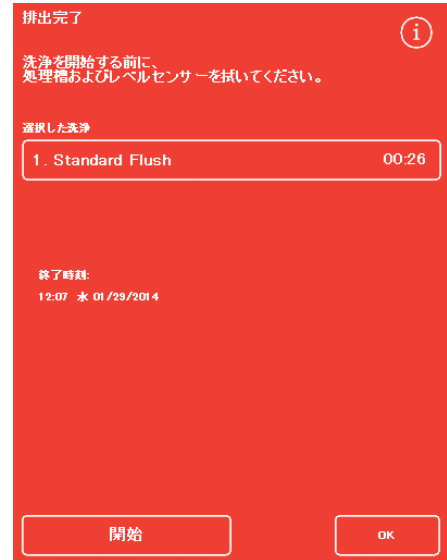 排出完了
i
洗浄を開始する前に、
処理槽およびレベルセンサーを拭いてください。
選択した洗浄
1. Standard Flush 00:26
終了時刻:
12:07 水 01/29/2014
開始 OK